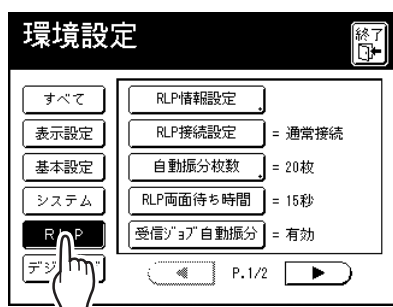 環境設定
終了
すべて
表示設定
基本設定
システム
RLP
RLP情報設定
RLP接続設定 = 通常接続
自動振分枚数 = 20枚
RLP両面待ち時間 = 15秒
受信ｼﾞｮﾌﾞ自動振分 = 有効
P.1/2